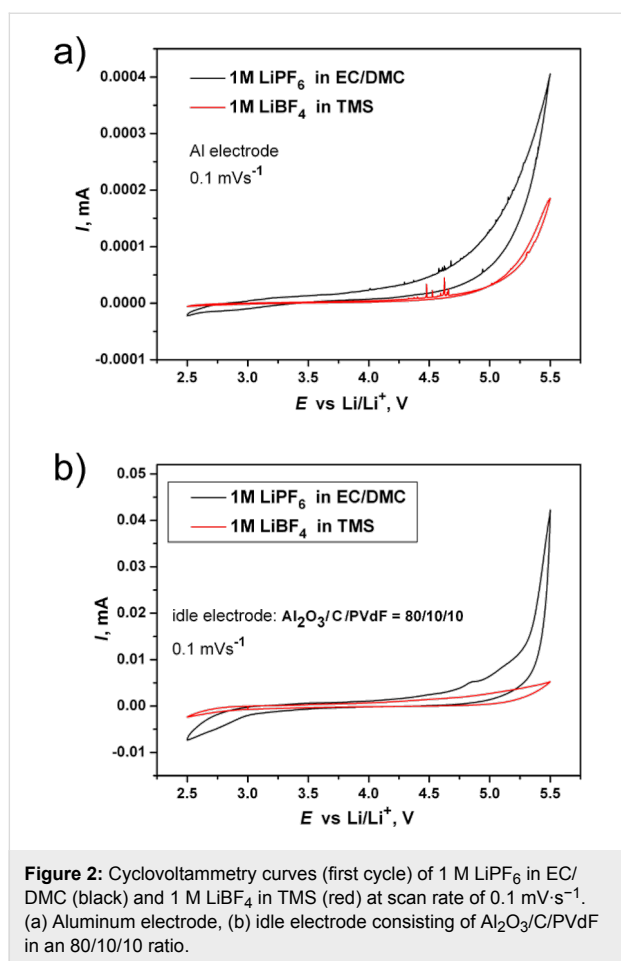 a)
1M LiPF6 in EC/DMC
1M LiBF4 in TMS
Al electrode
0.1 mVs-1
0.0004
0.0003
0.0002
0.0001
0.0000
-0.0001
I, mA
2.5 3.0 3.5 4.0 4.5 5.0 5.5
E vs Li/Li+, V
b)
1M LiPF6 in EC/DMC
1M LiBF4 in TMS
idle electrode: Al2O3/C/PVdF = 80/10/10
0.1 mVs-1
0.05
0.04
0.03
0.02
0.01
0.00
-0.01
I, mA
2.5 3.0 3.5 4.0 4.5 5.0 5.5
E vs Li/Li+, V
Figure 2: Cyclovoltammetry curves (first cycle) of 1 M LiPF6 in EC/
DMC (black) and 1 M LiBF4 in TMS (red) at scan rate of 0.1 mV·s−1.
(a) Aluminum electrode, (b) idle electrode consisting of Al2O3/C/PVdF
in an 80/10/10 ratio.